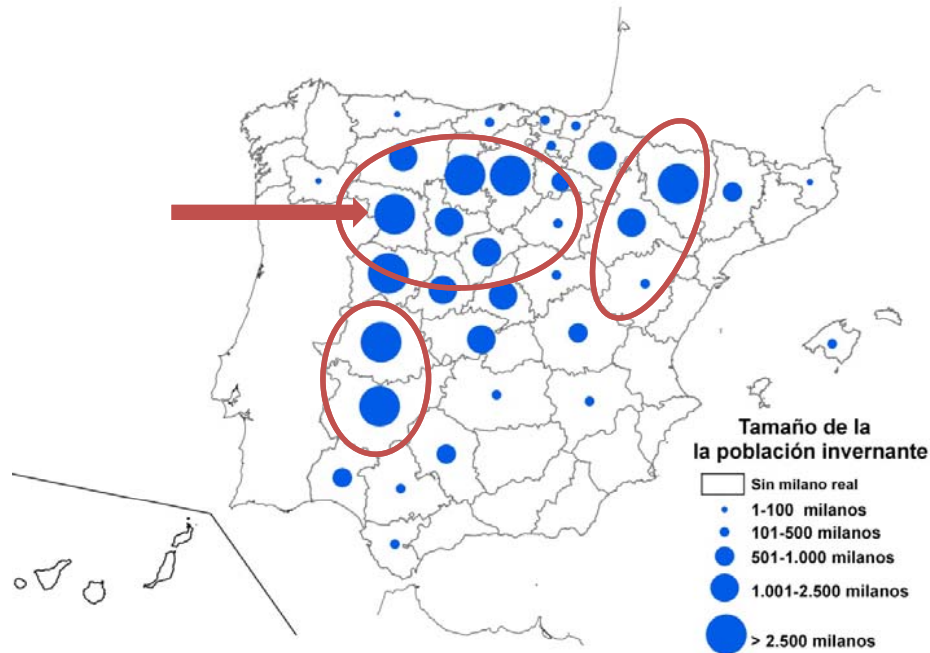 Tamaño de la
la población invernante
Sin milano real
1-100 milanos
101-500 milanos
501-1.000 milanos
1.001-2.500 milanos
> 2.500 milanos